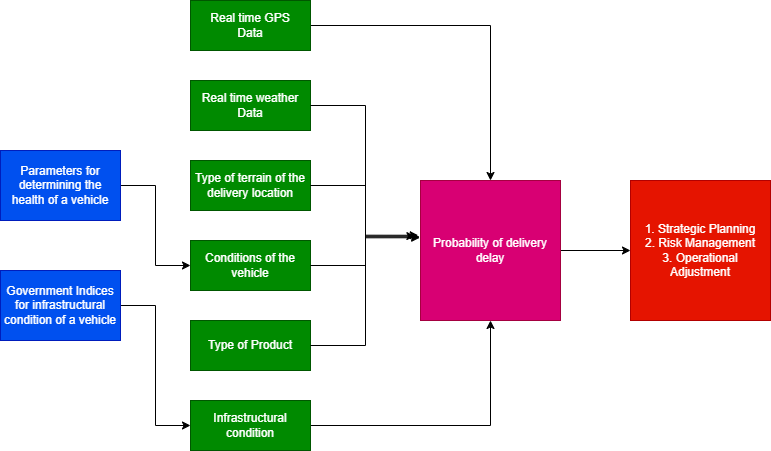 Real time GPS
Data
Real time weather
Data
Parameters for
determining the
health of a vehicle
Type of terrain of the
delivery location
Conditions of the
vehicle
Government Indices
for infrastructural
condition of a vehicle
Type of Product
Infrastructural
condition
Probability of delivery
delay
1. Strategic Planning
2. Risk Management
3. Operational
Adjustment